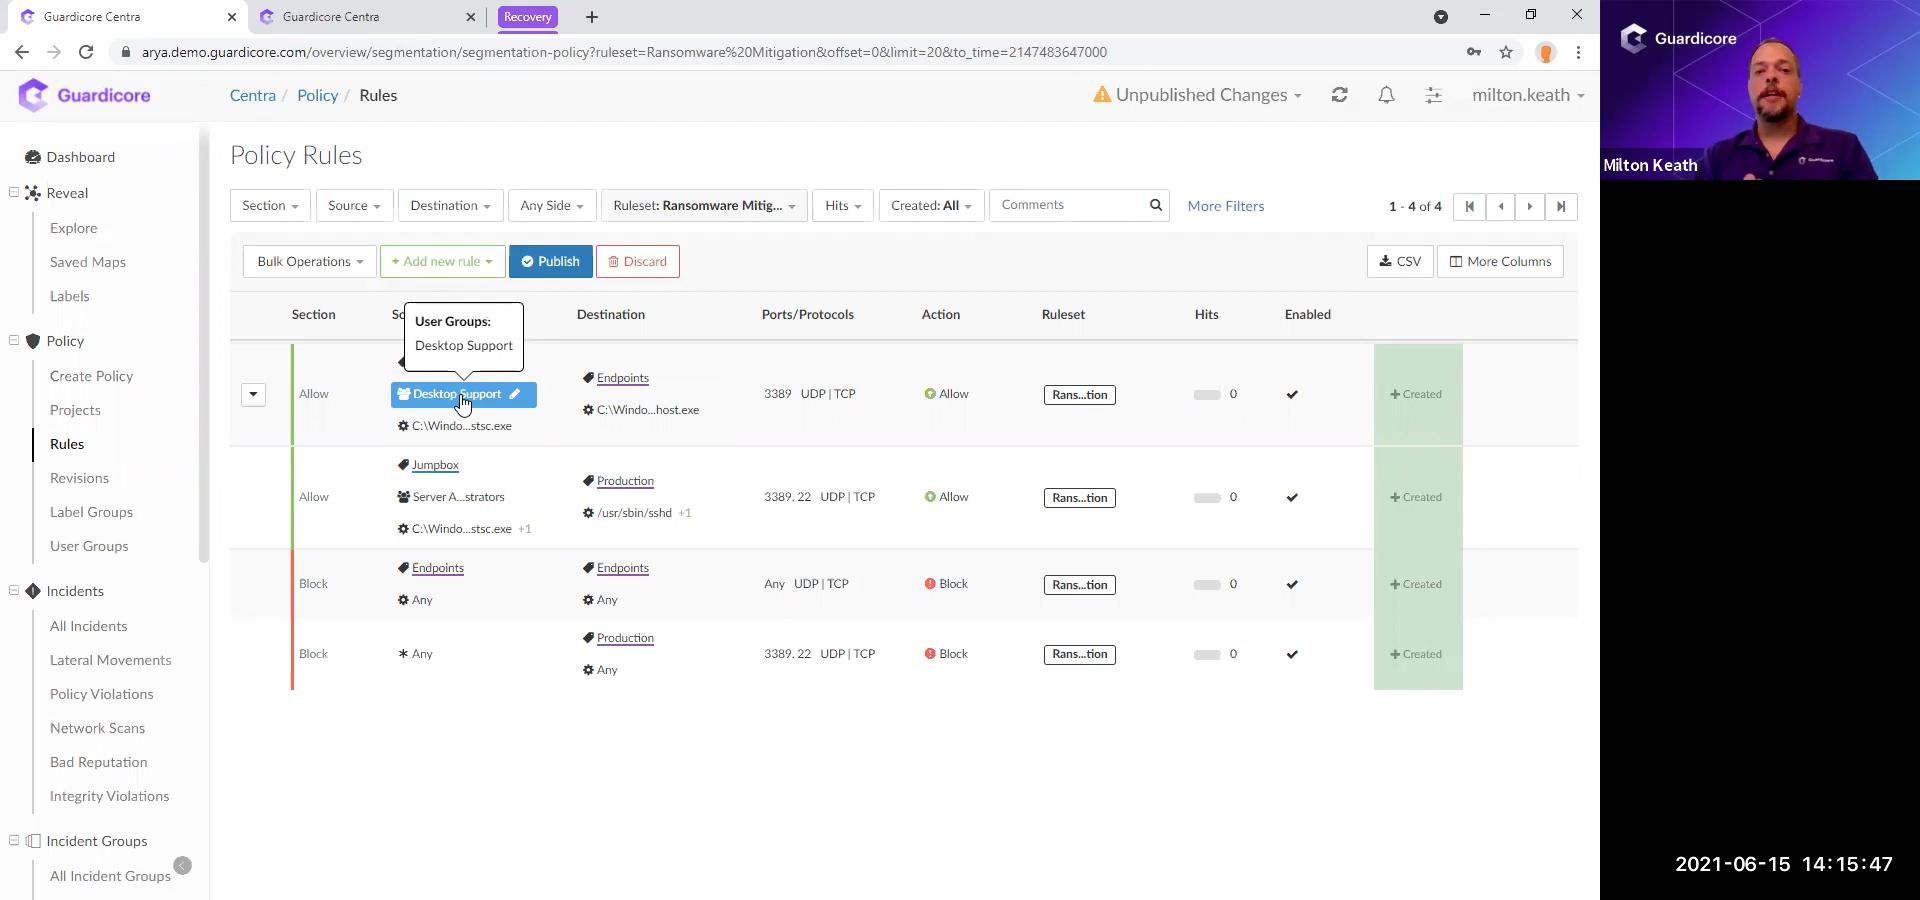 Guardicore Centra
Guardicore Centra
Recovery
arya.demo.guardicore.com/overview/segmentation/segmentation-policy?ruleset=Ransomware%20Mitigation&offset=0&limit=20&to_time=2147483647000
Guardicore
Centra / Policy / Rules
Unpublished Changes
milton.keath
Guardicore
Milton Keath
Dashboard
Reveal
Explore
Saved Maps
Labels
Policy
Create Policy
Projects
Rules
Revisions
Label Groups
User Groups
Incidents
All Incidents
Lateral Movements
Policy Violations
Network Scans
Bad Reputation
Integrity Violations
Incident Groups
All Incident Groups
Policy Rules
Section Source Destination Any Side Ruleset: Ransomware Mitig... Hits Created: All Comments More Filters 1 - 4 of 4
Bulk Operations + Add new rule Publish Discard CSV More Columns
Section Destination Ports/Protocols Action Ruleset Hits Enabled
User Groups:
Desktop Support
Allow
Desktop Support
C:\Windo...stsc.exe
Endpoints
C:\Windo...host.exe
3389 UDP | TCP Allow Rans...tion 0 + Created
Allow
Jumpbox
Server A...strators
C:\Windo...stsc.exe +1
Production
/usr/sbin/sshd +1
3389, 22 UDP | TCP Allow Rans...tion 0 + Created
Block
Endpoints
Any
Endpoints
Any
Any UDP | TCP Block Rans...tion 0 + Created
Block
Any
Production
Any
3389, 22 UDP | TCP Block Rans...tion 0 + Created
2021-06-15 14:15:47